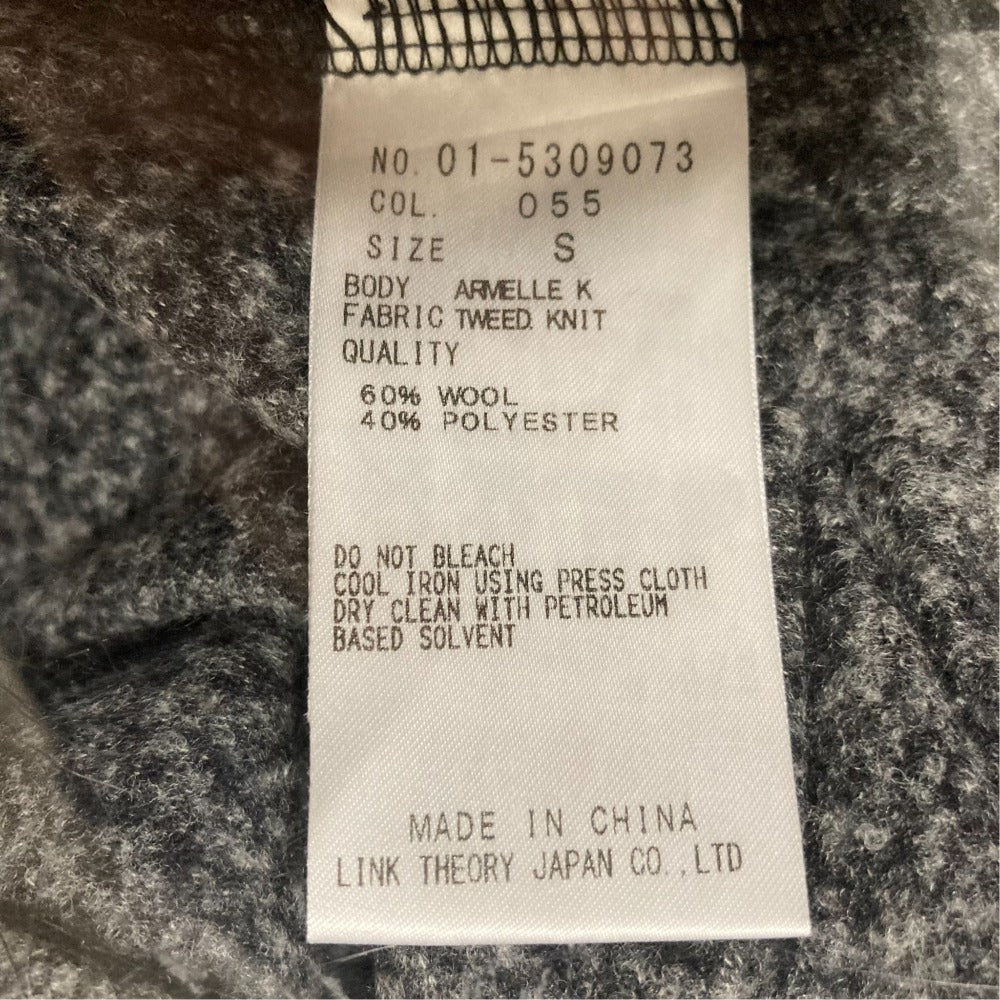 NO. 01-5309073
COL. 055
SIZE S
BODY ARMELLE K
FABRIC TWEED. KNIT
QUALITY
60% WOOL
40% POLYESTER
DO NOT BLEACH
COOL IRON USING PRESS CLOTH
DRY CLEAN WITH PETROLEUM
BASED SOLVENT
MADE IN CHINA
LINK THEORY JAPAN CO.,LTD